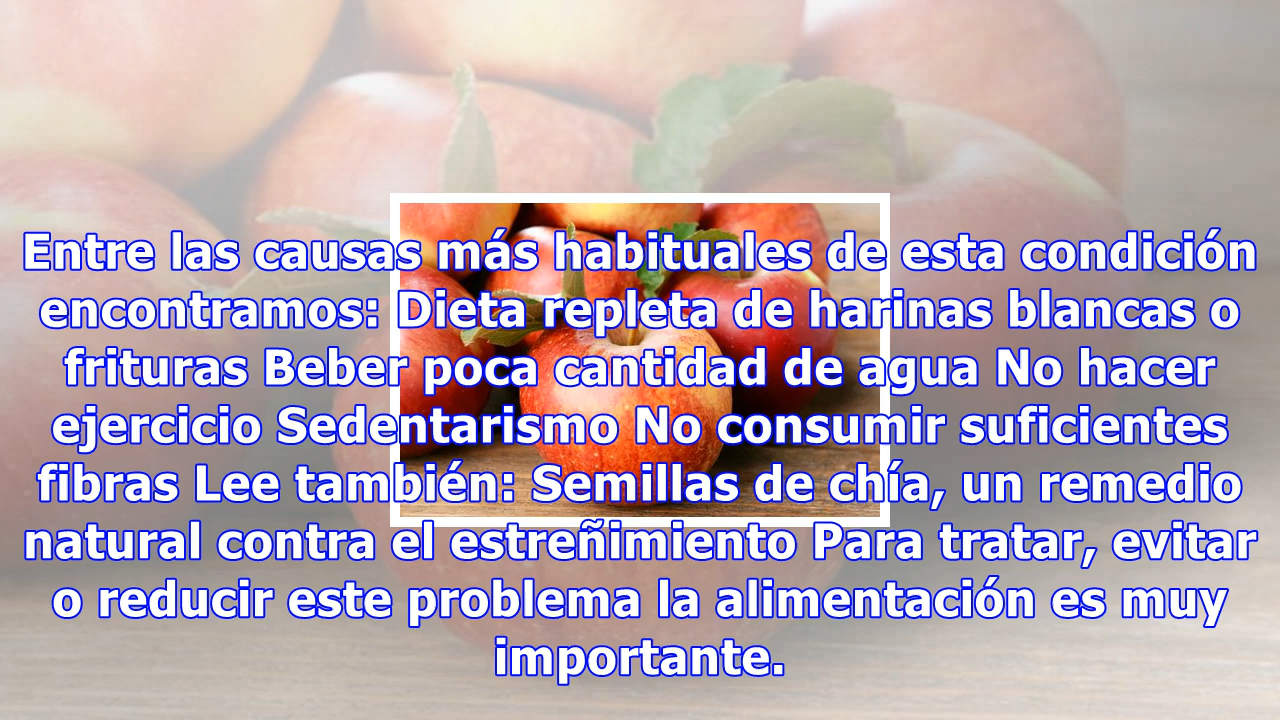 Entre las causas más habituales de esta condición
encontramos: Dieta repleta de harinas blancas o
frituras Beber poca cantidad de agua No hacer
ejercicio Sedentarismo No consumir suficientes
fibras Lee también: Semillas de chía, un remedio
natural contra el estreñimiento Para tratar, evitar
o reducir este problema la alimentación es muy
importante.